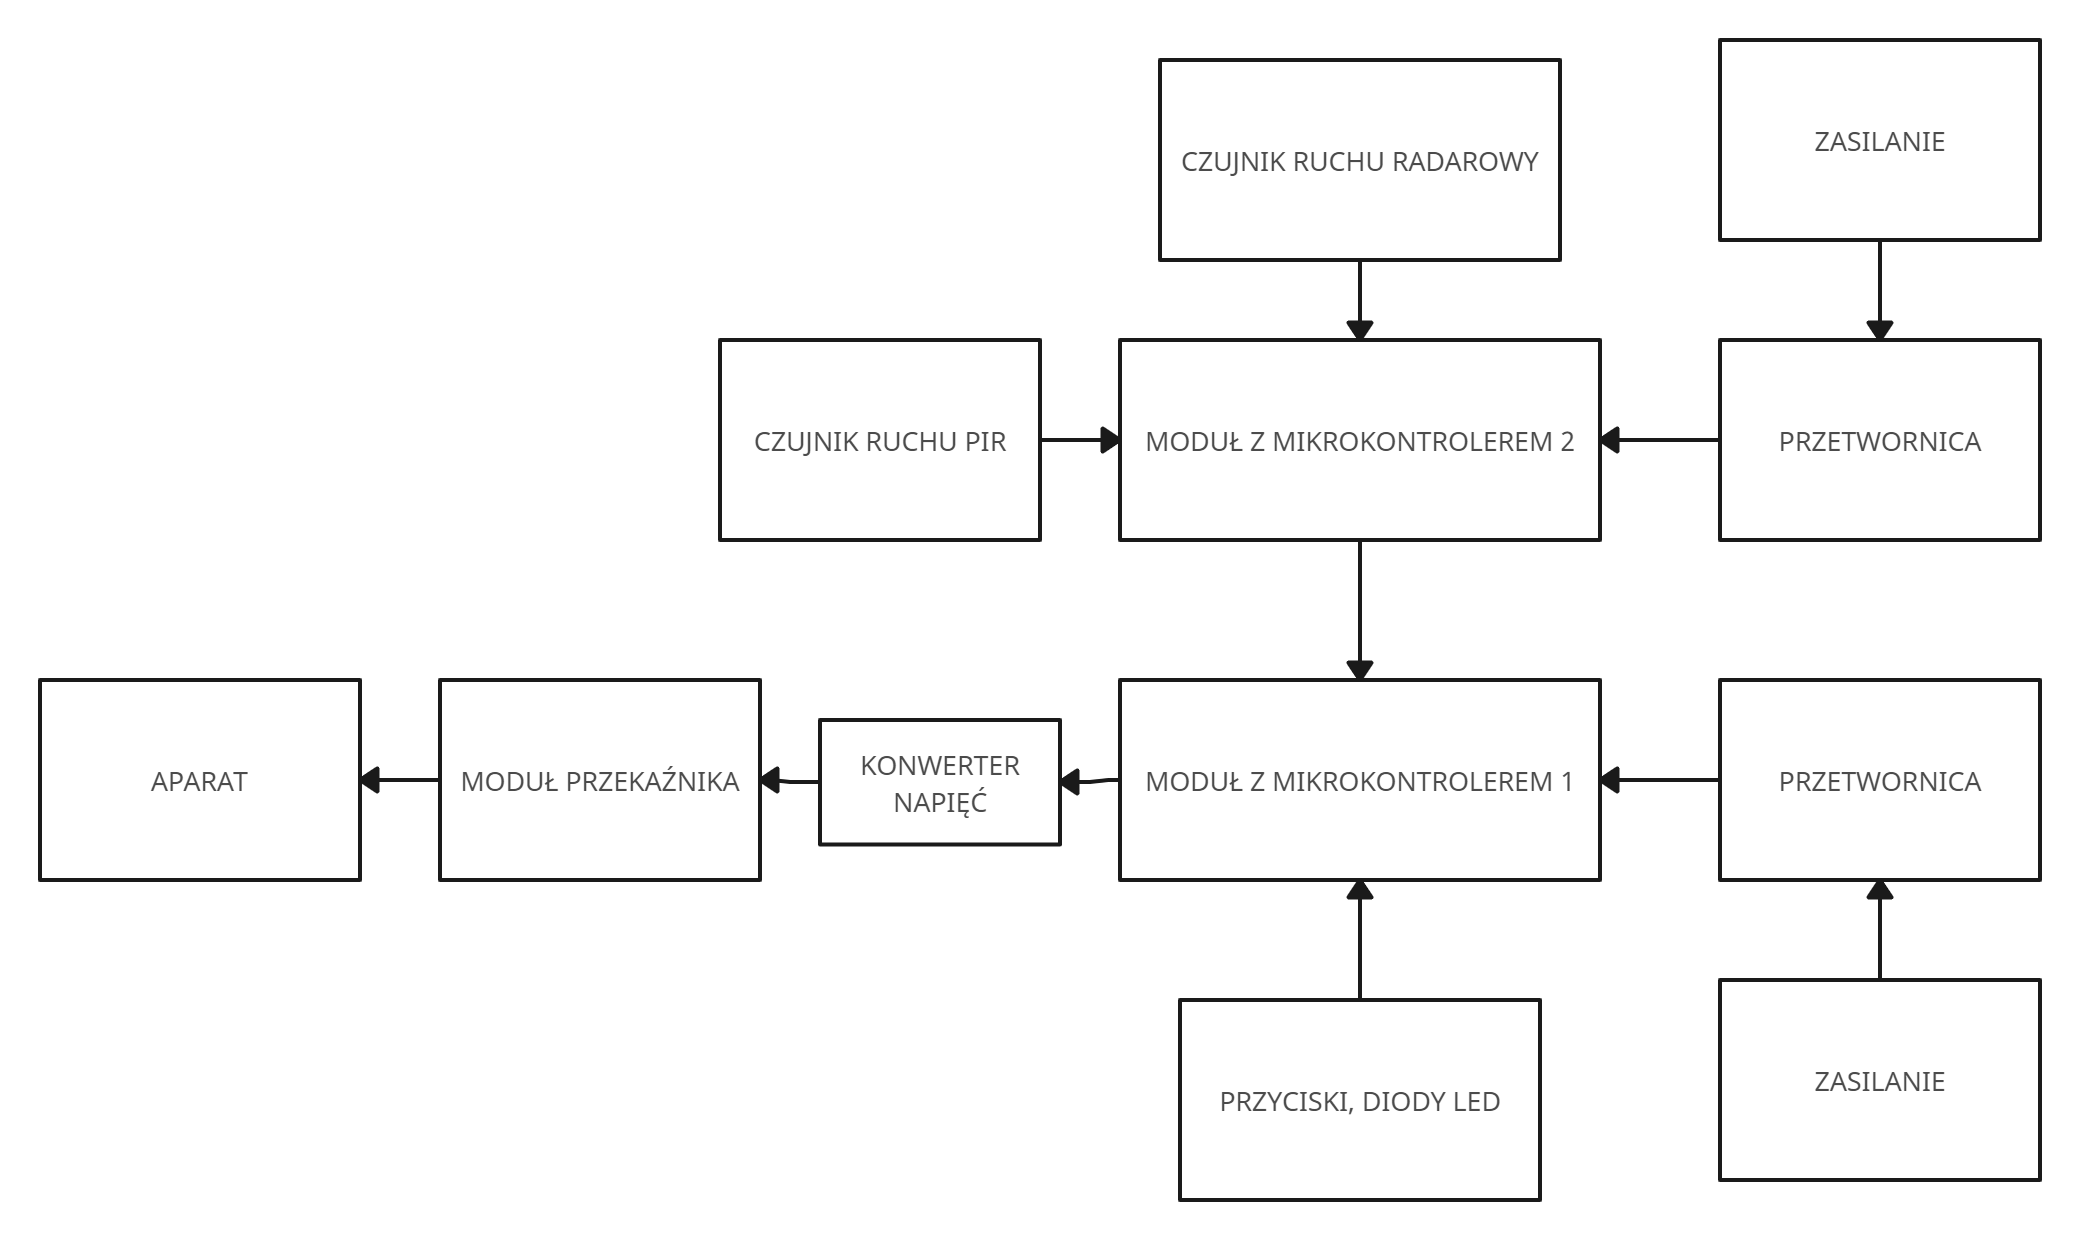 ZASILANIE
CZUJNIK RUCHU RADAROWY
CZUJNIK RUCHU PIR
MODUŁ Z MIKROKONTROLEREM 2
PRZETWORNICA
APARAT
MODUŁ PRZEKAŹNIKA
KONWERTER
NAPIĘĆ
MODUŁ Z MIKROKONTROLEREM 1
PRZETWORNICA
PRZYCISKI, DIODY LED
ZASILANIE